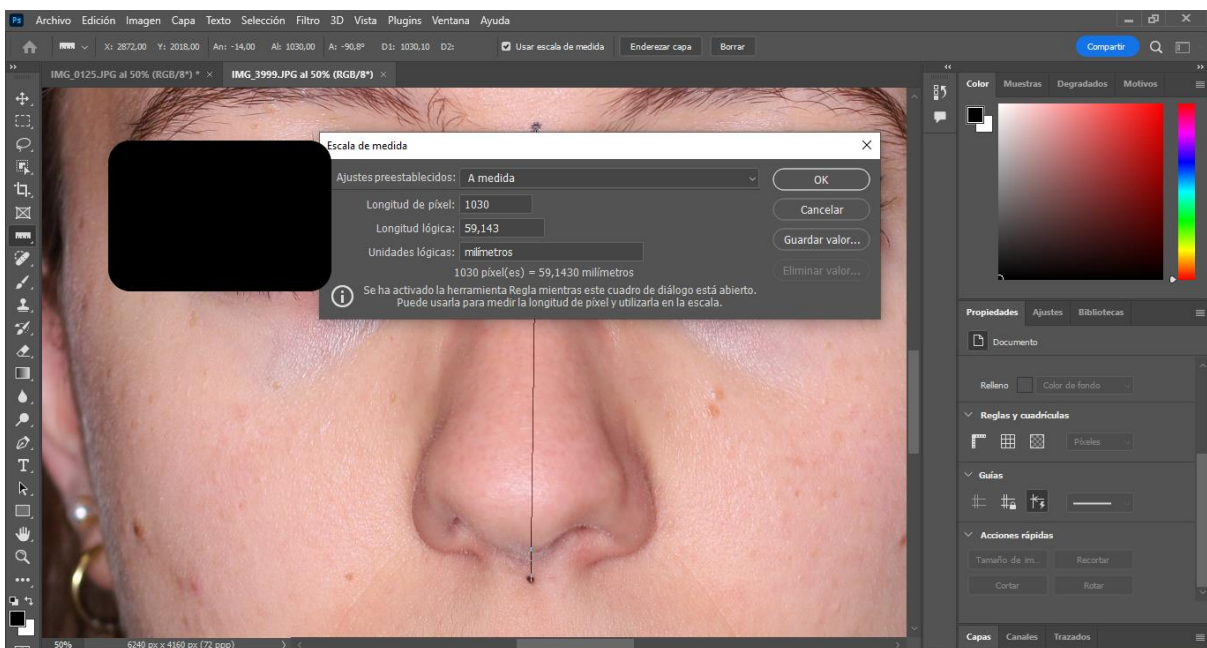 Ps Archivo Edición Imagen Capa Texto Selección Filtro 3D Vista Plugins Ventana Ayuda
X: 2872,00 Y: 2018,00 An: -14,00 Al: 1030,00 A: -90,8º D1: 1030,10 D2: Usar escala de medida Enderezar capa Borrar Compartir
IMG_0125.JPG al 50% (RGB/8*) * × IMG_3999.JPG al 50% (RGB/8*) ×
Color Muestras Degradados Motivos
Escala de medida
Ajustes preestablecidos: A medida
OK
Longitud de píxel: 1030
Cancelar
Longitud lógica: 59,143
Guardar valor...
Unidades lógicas: milímetros
1030 píxel(es) = 59,1430 milímetros
Eliminar valor...
Se ha activado la herramienta Regla mientras este cuadro de diálogo está abierto.
Puede usarla para medir la longitud de píxel y utilizarla en la escala.
Propiedades Ajustes Bibliotecas
Documento
Relleno Color de fondo
Reglas y cuadrículas
Píxeles
Guías
Acciones rápidas
Tamaño de im... Recortar
Cortar Rotar
Capas Canales Trazados
50% 6240 px x 4160 px (72 ppp)